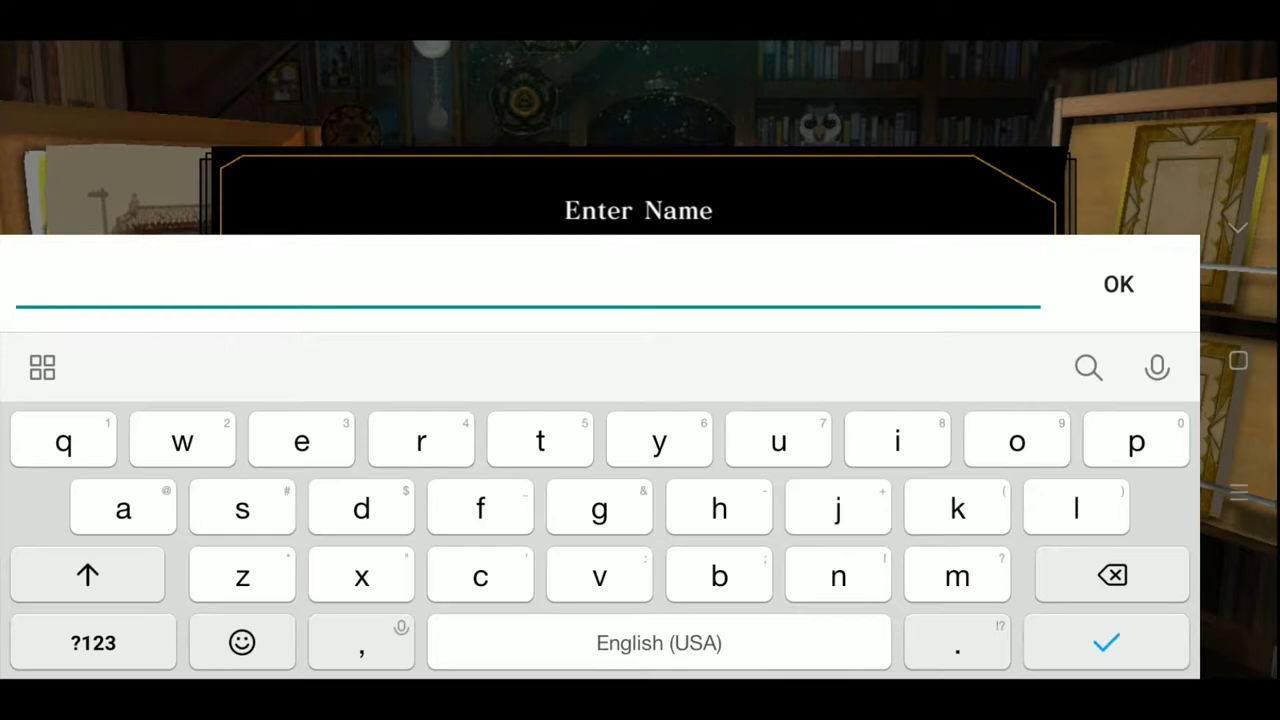 Enter Name
OK
q 1 w 2 e 3 r 4 t 5 y 6 u 7 i 8 o 9 p 0
a @ s # d $ f _ g & h - j + k ( l )
z * x " c ' v : b ; n ! m ?
?123 , English (USA) . !?